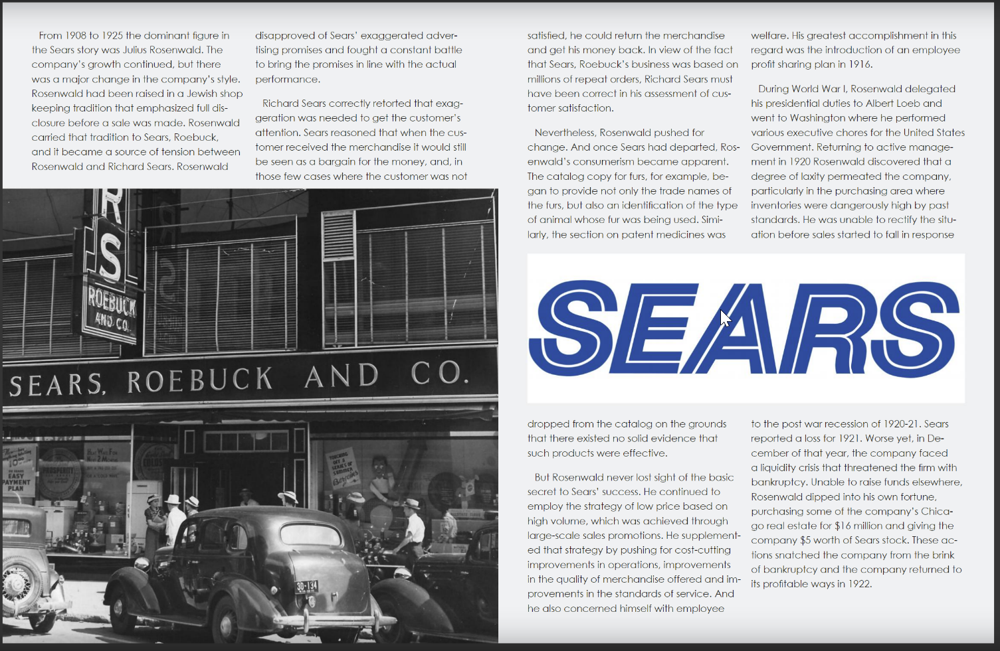 From 1908 to 1925 the dominant figure in
the Sears story was Julius Rosenwald. The
company's growth continued, but there
was a major change in the company's style.
Rosenwald had been raised in a Jewish shop
keeping tradition that emphasized full dis-
closure before a sale was made. Rosenwald
carried that tradition to Sears, Roebuck,
and it became a source of tension between
Rosenwald and Richard Sears. Rosenwald
disapproved of Sears' exaggerated adver-
tising promises and fought a constant battle
to bring the promises in line with the actual
performance.
Richard Sears correctly retorted that exag-
geration was needed to get the customer's
attention. Sears reasoned that when the cus-
tomer received the merchandise it would still
be seen as a bargain for the money, and, in
those few cases where the customer was not
RS
ROEBUCK
AND CO.
SEARS, ROEBUCK AND CO.
EASY
PAYMENT
PLAN
PROSPERITY
30-134
satisfied, he could return the merchandise
and get his money back. In view of the fact
that Sears, Roebuck's business was based on
millions of repeat orders, Richard Sears must
have been correct in his assessment of cus-
tomer satisfaction.
Nevertheless, Rosenwald pushed for
change. And once Sears had departed, Ros-
enwald's consumerism became apparent.
The catalog copy for furs, for example, be-
gan to provide not only the trade names of
the furs, but also an identification of the type
of animal whose fur was being used. Simi-
larly, the section on patent medicines was
SEARS
dropped from the catalog on the grounds
that there existed no solid evidence that
such products were effective.
But Rosenwald never lost sight of the basic
secret to Sears' success. He continued to
employ the strategy of low price based on
high volume, which was achieved through
large-scale sales promotions. He supplement-
ed that strategy by pushing for cost-cutting
improvements in operations, improvements
in the quality of merchandise offered and im-
provements in the standards of service. And
he also concerned himself with employee
welfare. His greatest accomplishment in this
regard was the introduction of an employee
profit sharing plan in 1916.
During World War I, Rosenwald delegated
his presidential duties to Albert Loeb and
went to Washington where he performed
various executive chores for the United States
Government. Returning to active manage-
ment in 1920 Rosenwald discovered that a
degree of laxity permeated the company,
particularly in the purchasing area where
inventories were dangerously high by past
standards. He was unable to rectify the situ-
ation before sales started to fall in response
to the post war recession of 1920-21. Sears
reported a loss for 1921. Worse yet, in De-
cember of that year, the company faced
a liquidity crisis that threatened the firm with
bankruptcy. Unable to raise funds elsewhere,
Rosenwald dipped into his own fortune,
purchasing some of the company's Chica-
go real estate for $16 million and giving the
company $5 worth of Sears stock. These ac-
tions snatched the company from the brink
of bankruptcy and the company returned to
its profitable ways in 1922.